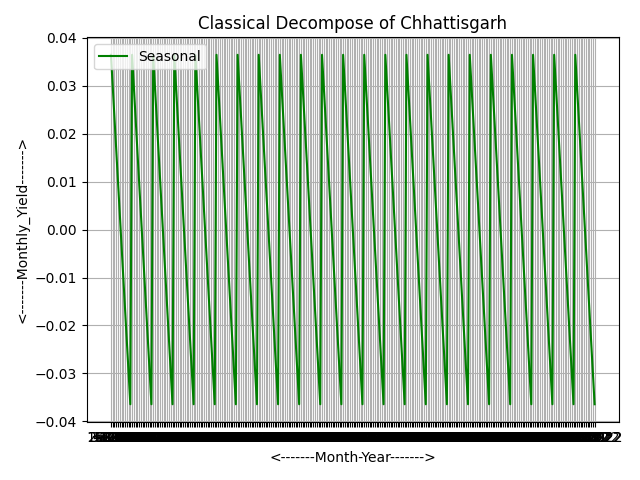 Classical Decompose of Chhattisgarh
Seasonal
0.04
0.03
0.02
0.01
0.00
−0.01
−0.02
−0.03
−0.04
<------Monthly_Yield------->
<-------Month-Year------->